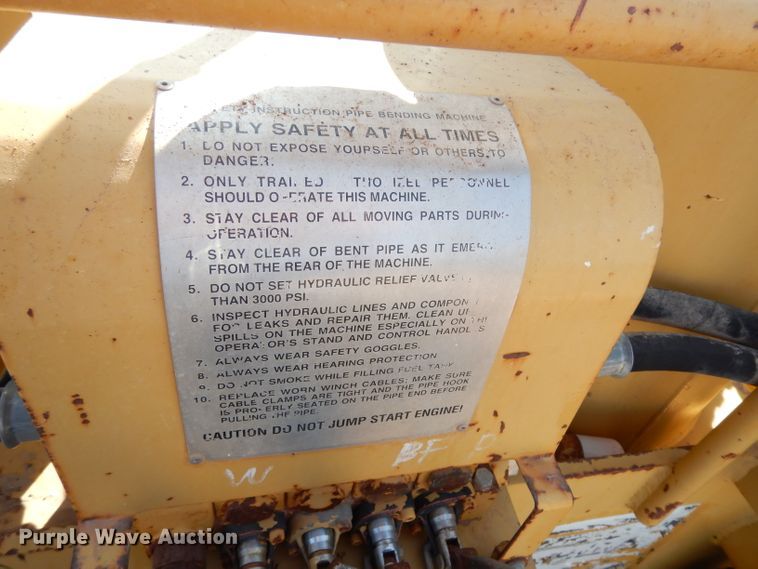 INSTRUCTION PIPE BENDING MACHINE
APPLY SAFETY AT ALL TIMES
1. DO NOT EXPOSE YOURSELF OR OTHERS TO
DANGER.
2. ONLY PERSONNEL
SHOULD OPERATE THIS MACHINE.
3. STAY CLEAR OF ALL MOVING PARTS DURING
OPERATION.
4. STAY CLEAR OF BENT PIPE AS IT
FROM THE REAR OF THE MACHINE.
5. DO NOT SET HYDRAULIC RELIEF
THAN 3000 PSI.
6. INSPECT HYDRAULIC LINES AND
FOR LEAKS AND REPAIR THEM. CLEAN
SPILLS ON THE MACHINE ESPECIALLY ON THE
OPERATOR'S STAND AND CONTROL HANDLES
7. ALWAYS WEAR SAFETY GOGGLES.
8. ALWAYS WEAR HEARING PROTECTION
9. DO NOT SMOKE WHILE FILLING FUEL TANK
10. REPLACE WORN WINCH CABLES; MAKE SURE
CABLE CLAMPS ARE TIGHT AND THE PIPE HOOK
IS PROPERLY SEATED ON THE PIPE END BEFORE
PULLING THE PIPE.
CAUTION DO NOT JUMP START ENGINE!
W
Purple Wave Auction